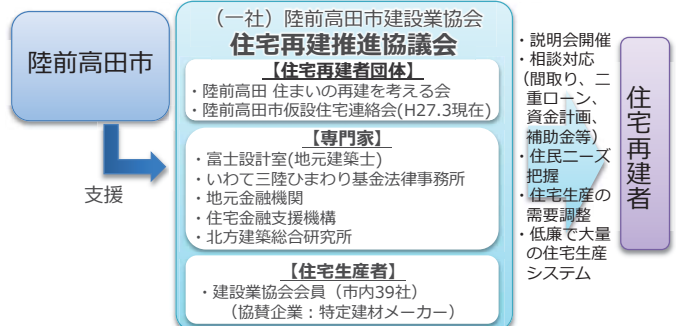 陸前高田市
支援
（一社）陸前高田市建設業協会
住宅再建推進協議会
【住宅再建者団体】
・陸前高田 住まいの再建を考える会
・陸前高田市仮設住宅連絡会(H27.3現在)
【専門家】
・富士設計室(地元建築士)
・いわて三陸ひまわり基金法律事務所
・地元金融機関
・住宅金融支援機構
・北方建築総合研究所
【住宅生産者】
・建設業協会会員（市内39社）
（協賛企業：特定建材メーカー）
・説明会開催
・相談対応
（間取り、二
重ローン、
資金計画、
補助金等）
・住民ニーズ
把握
・住宅生産の
需要調整
・低廉で大量
の住宅生産
システム
住宅再建者